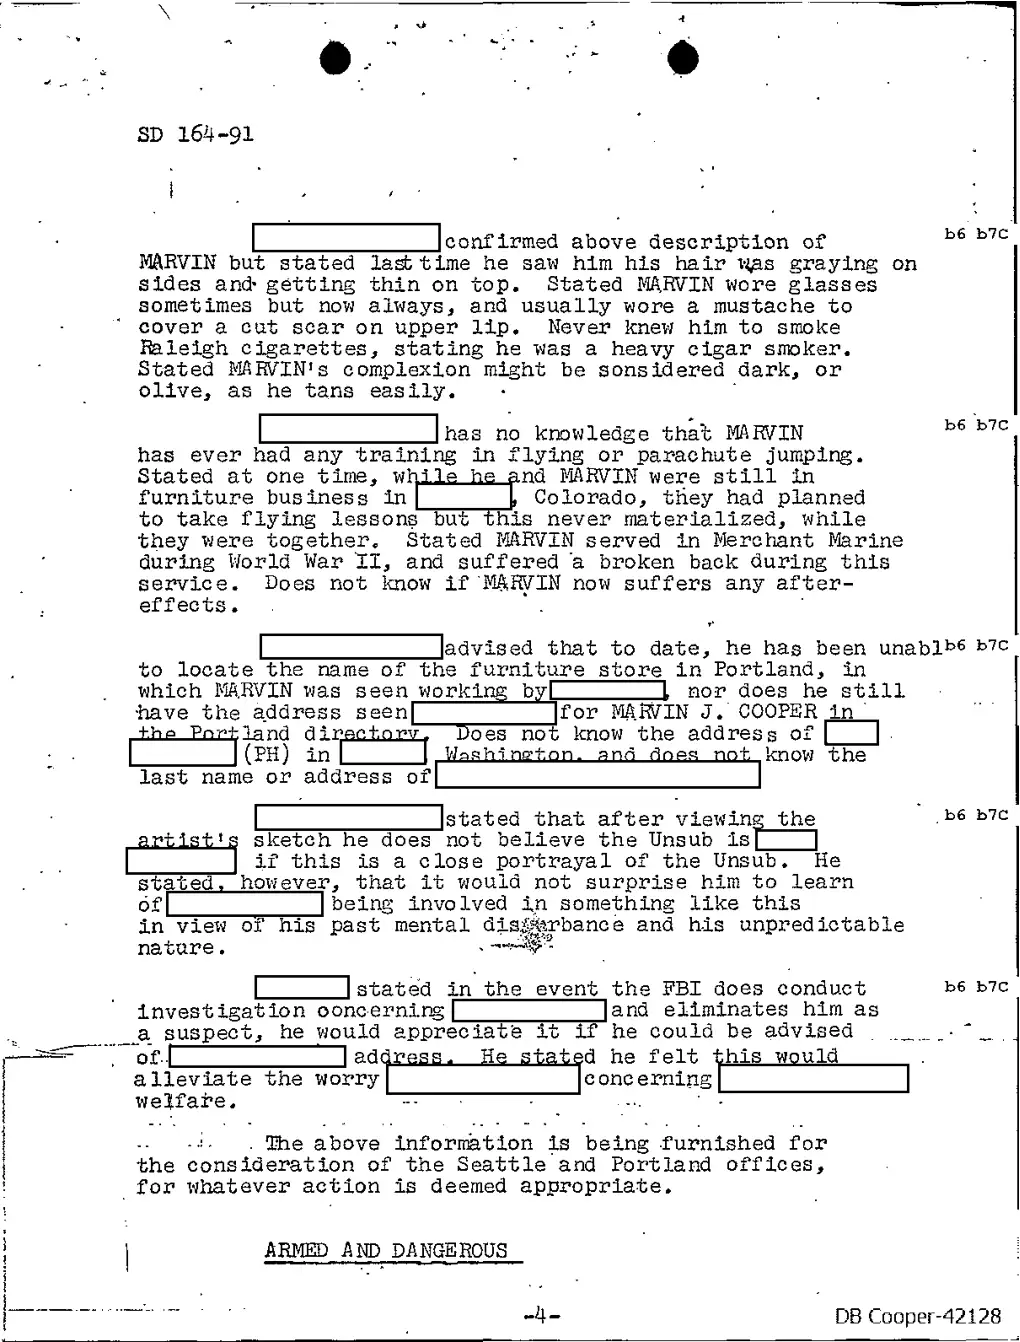 SD 164-91
confirmed above description of b6 b7C
MARVIN but stated last time he saw him his hair was graying on
sides and getting thin on top. Stated MARVIN wore glasses
sometimes but now always, and usually wore a mustache to
cover a cut scar on upper lip. Never knew him to smoke
Raleigh cigarettes, stating he was a heavy cigar smoker.
Stated MARVIN's complexion might be sonsidered dark, or
olive, as he tans easily.
has no knowledge that MARVIN b6 b7C
has ever had any training in flying or parachute jumping.
Stated at one time, while he and MARVIN were still in
furniture business in , Colorado, they had planned
to take flying lessons but this never materialized, while
they were together. Stated MARVIN served in Merchant Marine
during World War II, and suffered a broken back during this
service. Does not know if MARVIN now suffers any after-
effects.
advised that to date, he has been unabl b6 b7C
to locate the name of the furniture store in Portland, in
which MARVIN was seen working by , nor does he still
have the address seen for MARVIN J. COOPER in
the Portland directory. Does not know the address of
(PH) in Washington, and does not know the
last name or address of
stated that after viewing the b6 b7C
artist's sketch he does not believe the Unsub is
if this is a close portrayal of the Unsub. He
stated, however, that it would not surprise him to learn
of being involved in something like this
in view of his past mental disturbance and his unpredictable
nature.
stated in the event the FBI does conduct b6 b7C
investigation concerning and eliminates him as
a suspect, he would appreciate it if he could be advised
of address. He stated he felt this would
alleviate the worry concerning
welfare.
The above information is being furnished for
the consideration of the Seattle and Portland offices,
for whatever action is deemed appropriate.
ARMED AND DANGEROUS
-4-
DB Cooper-42128